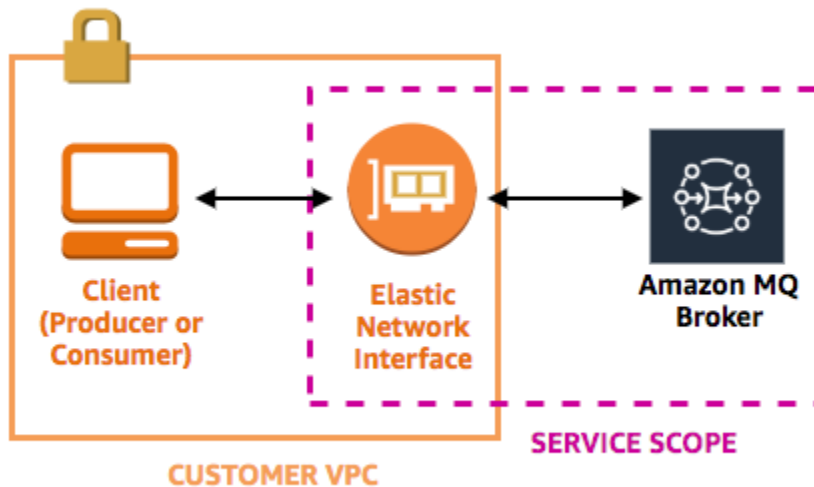 Client
(Producer or
Consumer)
Elastic
Network
Interface
Amazon MQ
Broker
SERVICE SCOPE
CUSTOMER VPC